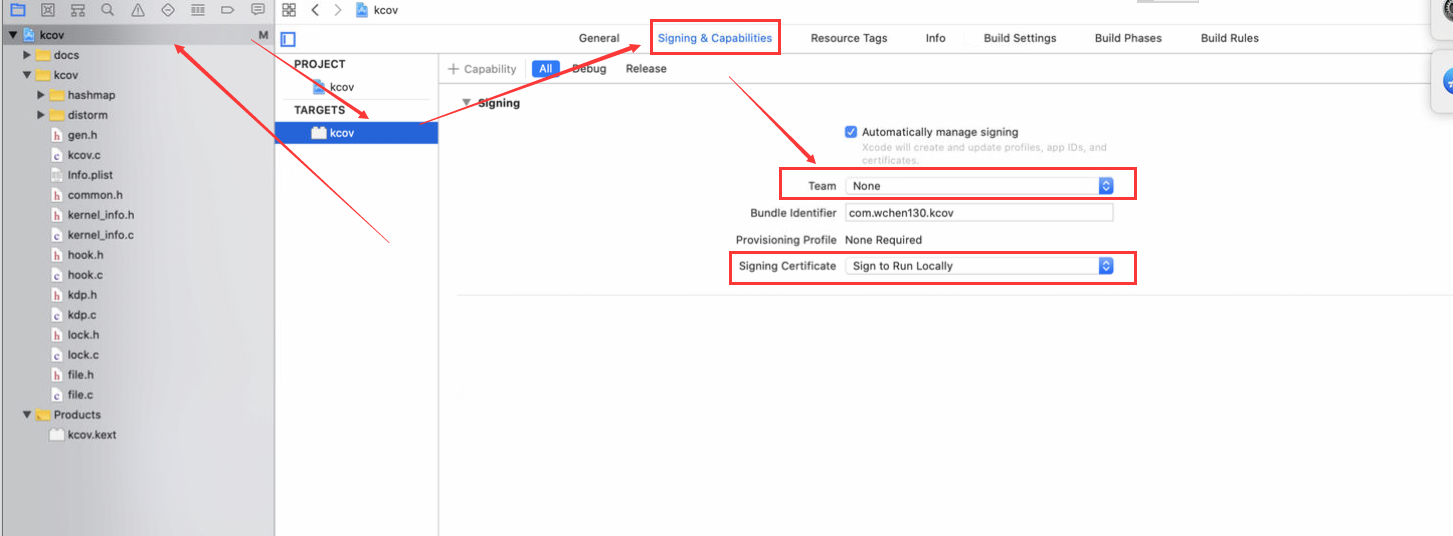 kcov
kcov M
General Signing & Capabilities Resource Tags Info Build Settings Build Phases Build Rules
docs
kcov
hashmap
distorm
gen.h
kcov.c
Info.plist
common.h
kernel_info.h
kernel_info.c
hook.h
hook.c
kdp.h
kdp.c
lock.h
lock.c
file.h
file.c
Products
kcov.kext
PROJECT
kcov
TARGETS
kcov
+ Capability All Debug Release
Signing
Automatically manage signing
Xcode will create and update profiles, app IDs, and
certificates.
Team None
Bundle Identifier com.wchen130.kcov
Provisioning Profile None Required
Signing Certificate Sign to Run Locally